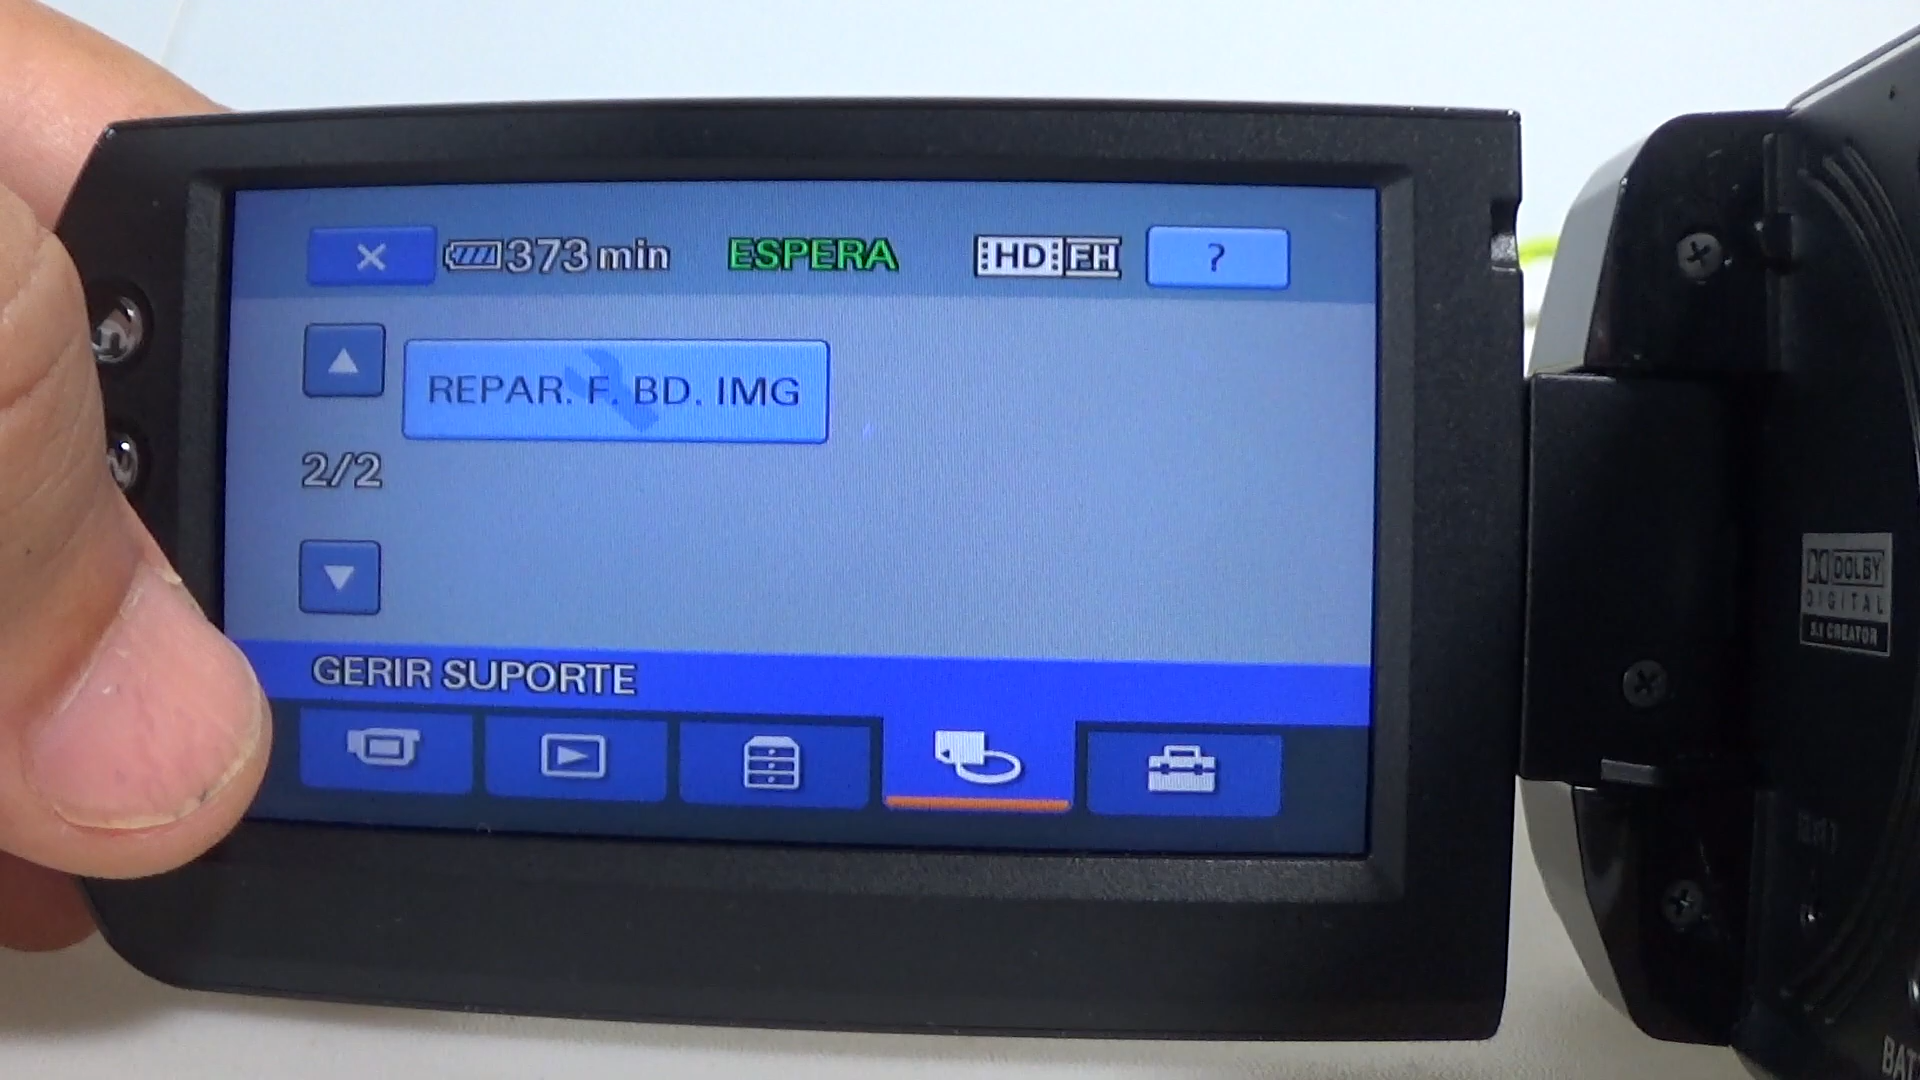 373 min ESPERA HD FH ?
REPAR. F. BD. IMG
2/2
GERIR SUPORTE
DOLBY
DIGITAL
5.1 CREATOR